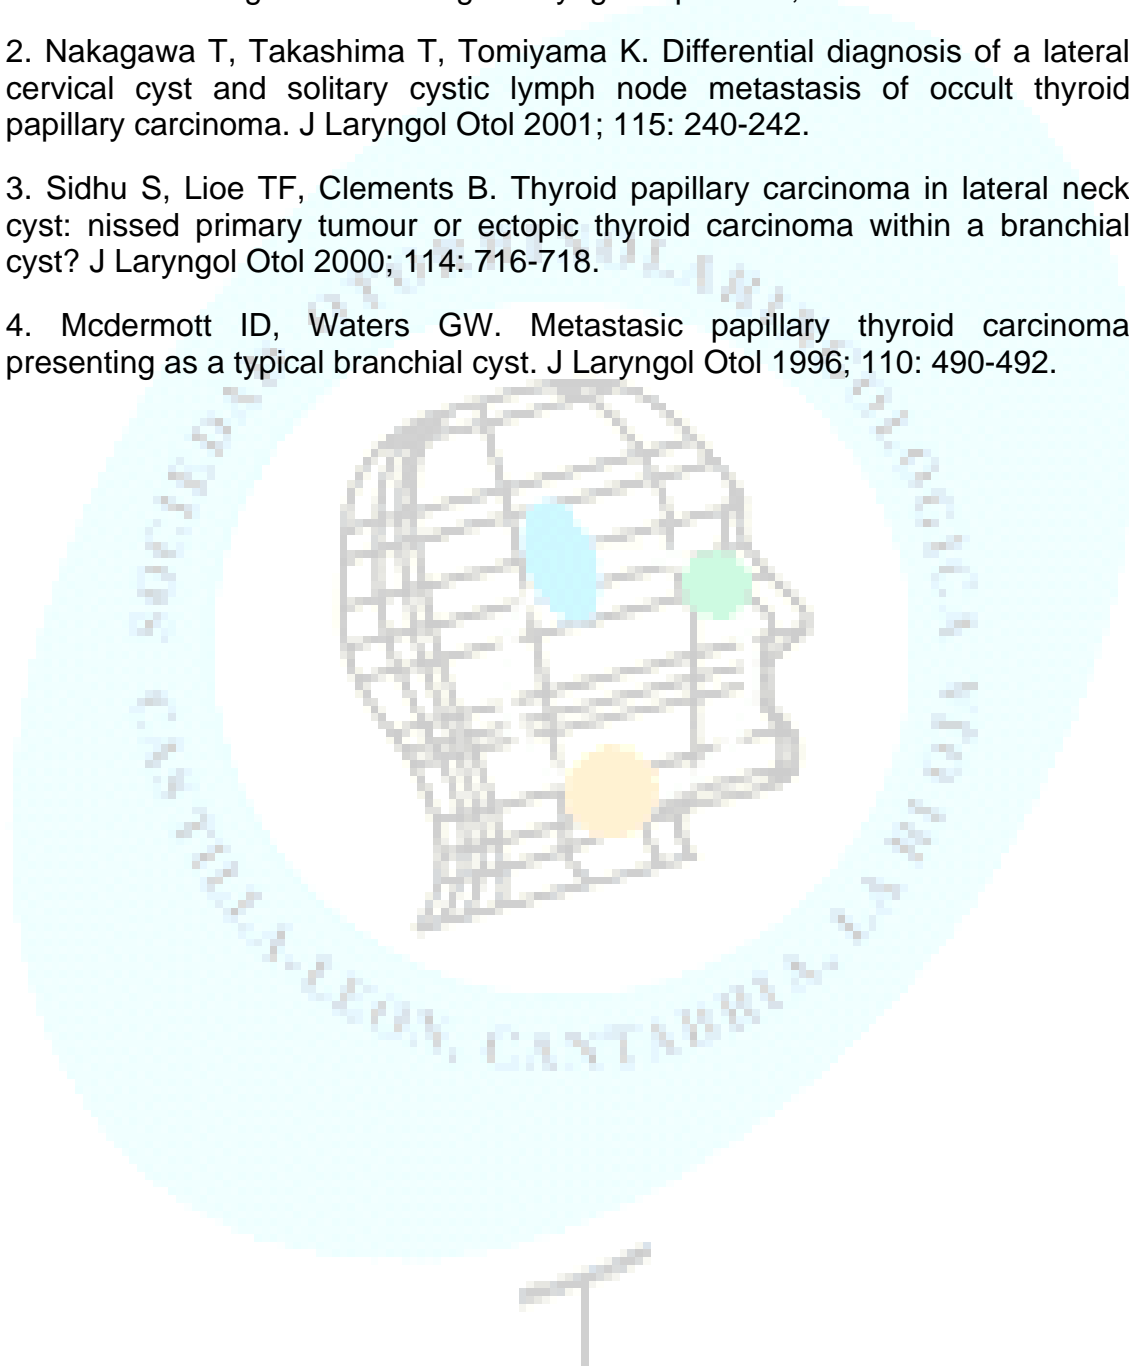 2. Nakagawa T, Takashima T, Tomiyama K. Differential diagnosis of a lateral
cervical cyst and solitary cystic lymph node metastasis of occult thyroid
papillary carcinoma. J Laryngol Otol 2001; 115: 240-242.
3. Sidhu S, Lioe TF, Clements B. Thyroid papillary carcinoma in lateral neck
cyst: nissed primary tumour or ectopic thyroid carcinoma within a branchial
cyst? J Laryngol Otol 2000; 114: 716-718.
4. Mcdermott ID, Waters GW. Metastasic papillary thyroid carcinoma
presenting as a typical branchial cyst. J Laryngol Otol 1996; 110: 490-492.
SOCIEDAD OTORRINOLARINGOLOGICA
CASTILLA-LEON, CANTABRIA, LA RIOJA